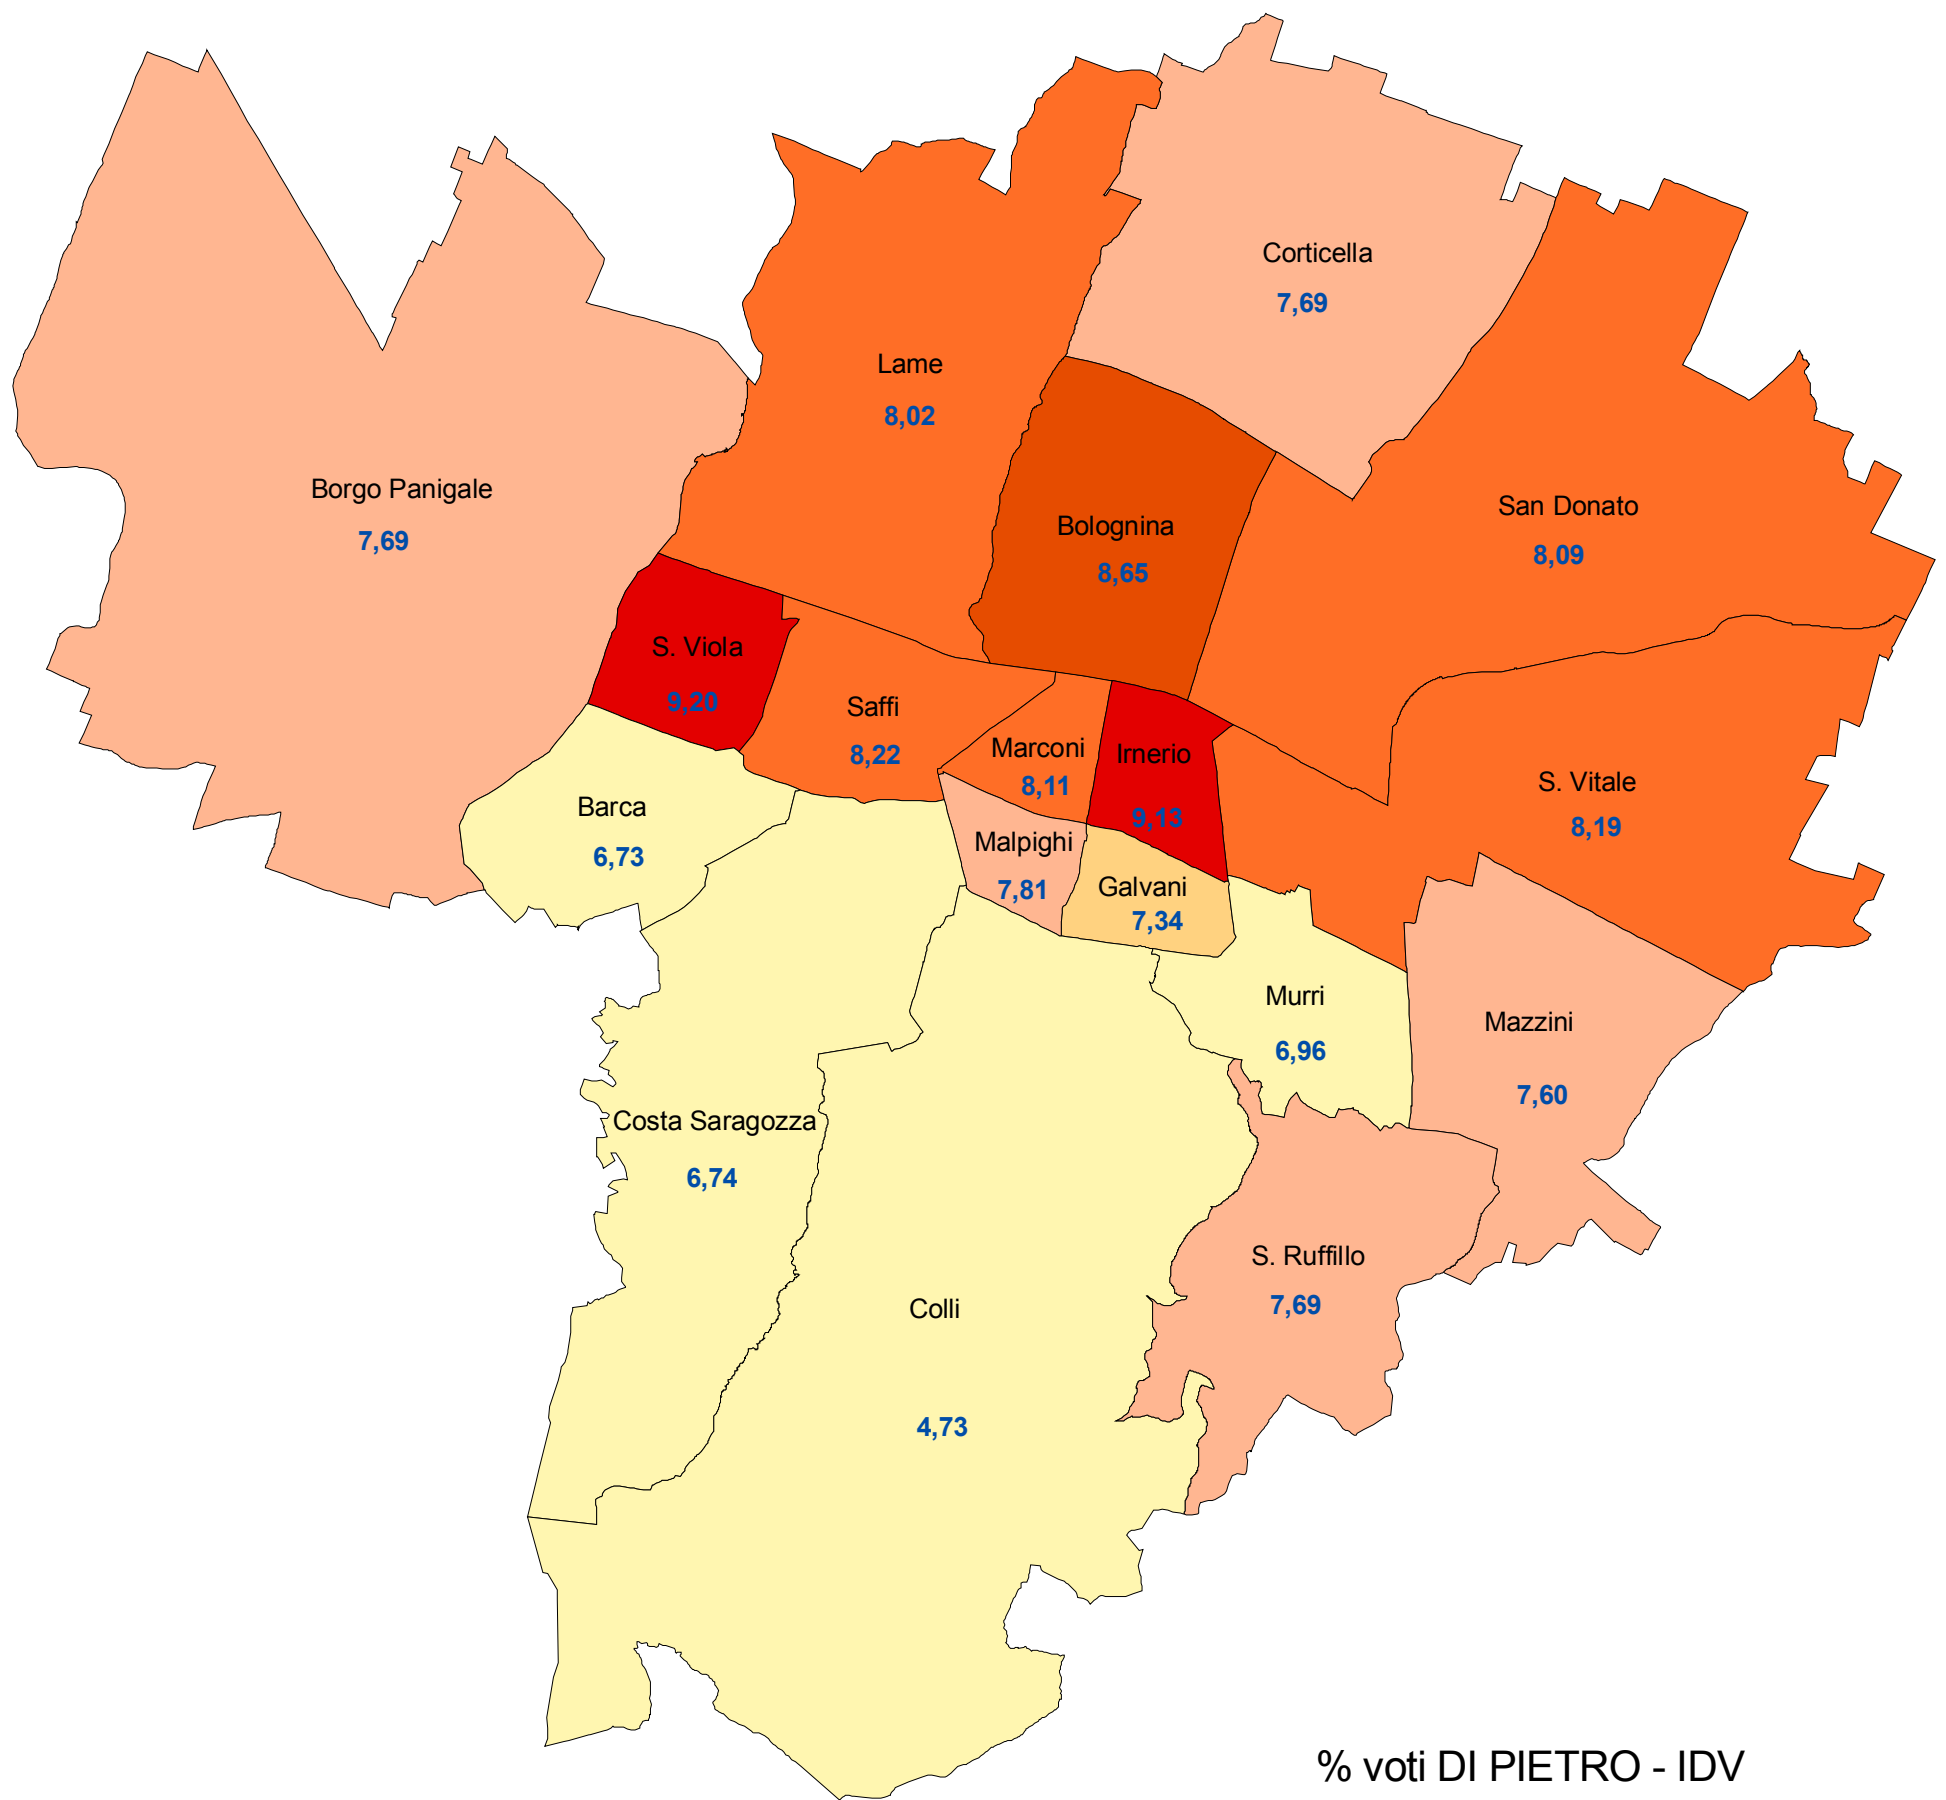 Corticella
7,69
Lame
8,02
Borgo Panigale
7,69
San Donato
8,09
Bolognina
8,65
S. Viola
9,20
Saffi
8,22
Marconi
8,11
Irnerio
9,13
S. Vitale
8,19
Barca
6,73
Malpighi
7,81
Galvani
7,34
Murri
6,96
Mazzini
7,60
Costa Saragozza
6,74
S. Ruffillo
7,69
Colli
4,73
% voti DI PIETRO - IDV